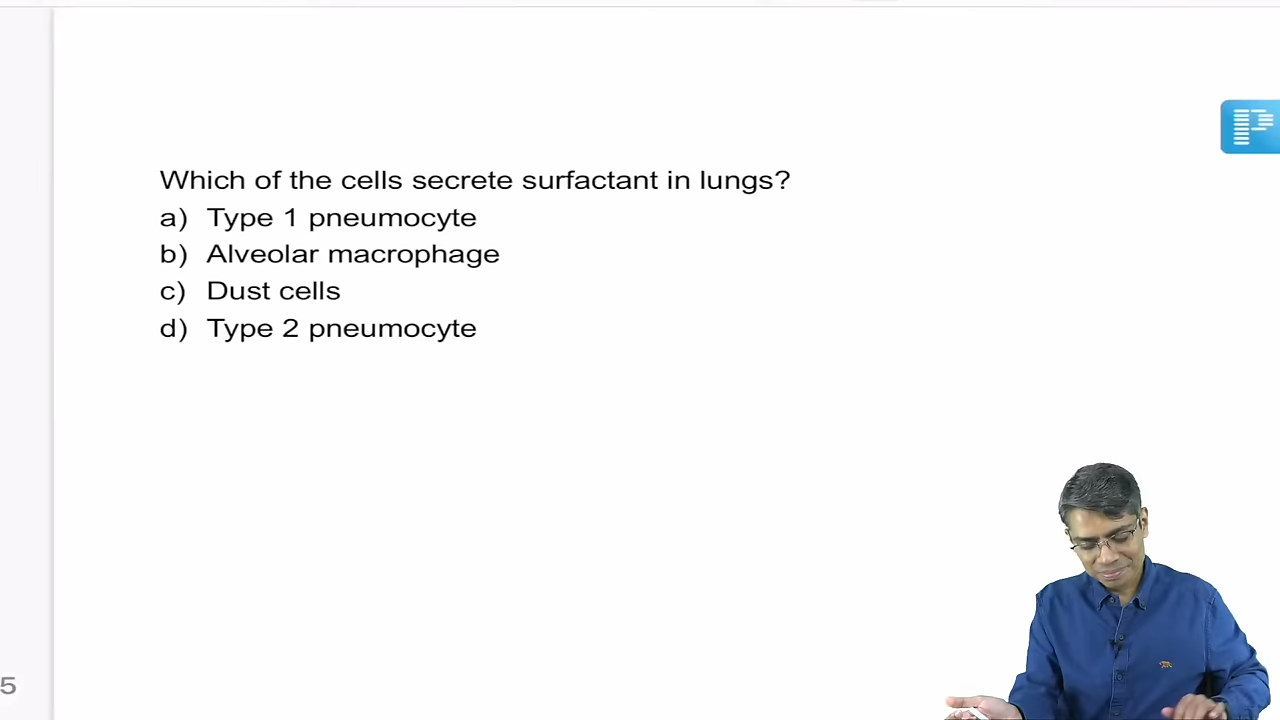 Which of the cells secrete surfactant in lungs?
a) Type 1 pneumocyte
b) Alveolar macrophage
c) Dust cells
d) Type 2 pneumocyte
P
5